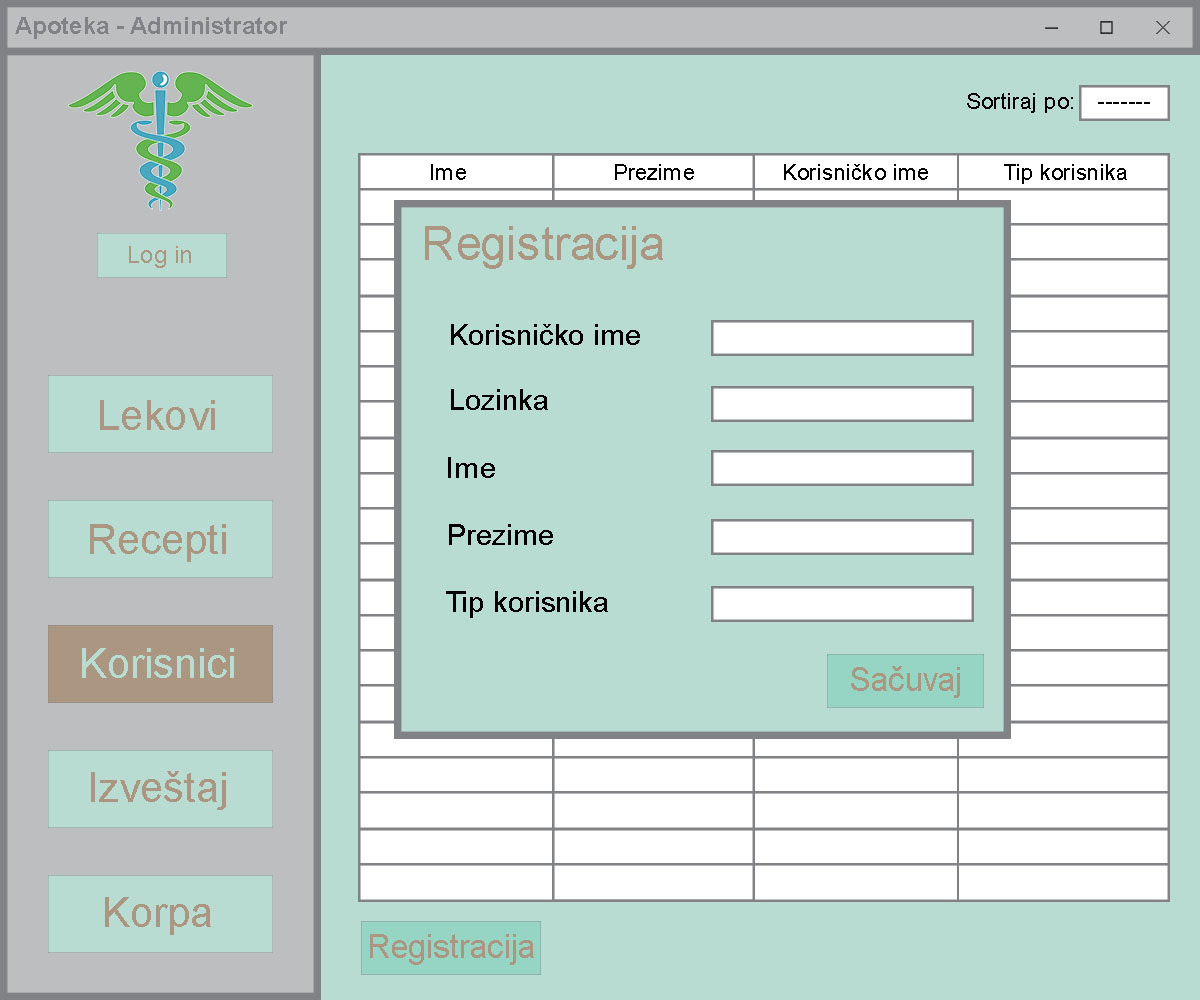 Apoteka - Administrator
Log in
Lekovi
Recepti
Korisnici
Izveštaj
Korpa
Sortiraj po: -------
Ime Prezime Korisničko ime Tip korisnika
Registracija
Korisničko ime
Lozinka
Ime
Prezime
Tip korisnika
Sačuvaj
Registracija